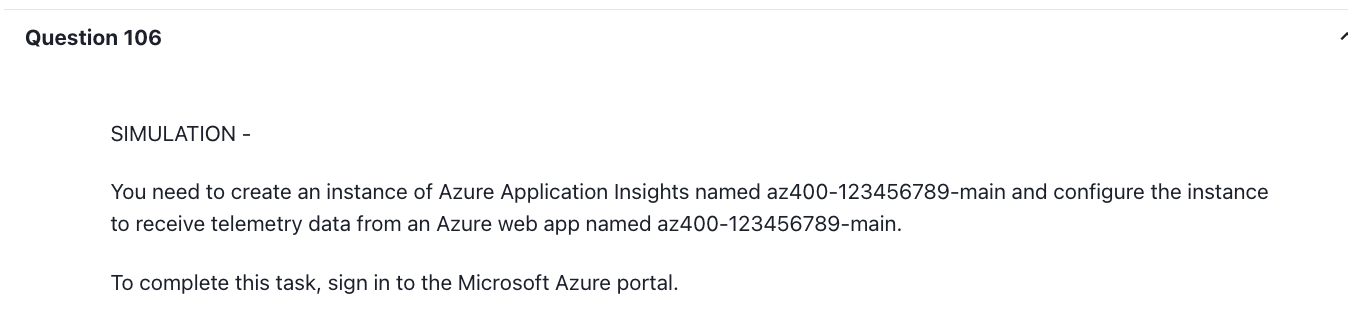 Question 106
SIMULATION -
You need to create an instance of Azure Application Insights named az400-123456789-main and configure the instance
to receive telemetry data from an Azure web app named az400-123456789-main.
To complete this task, sign in to the Microsoft Azure portal.